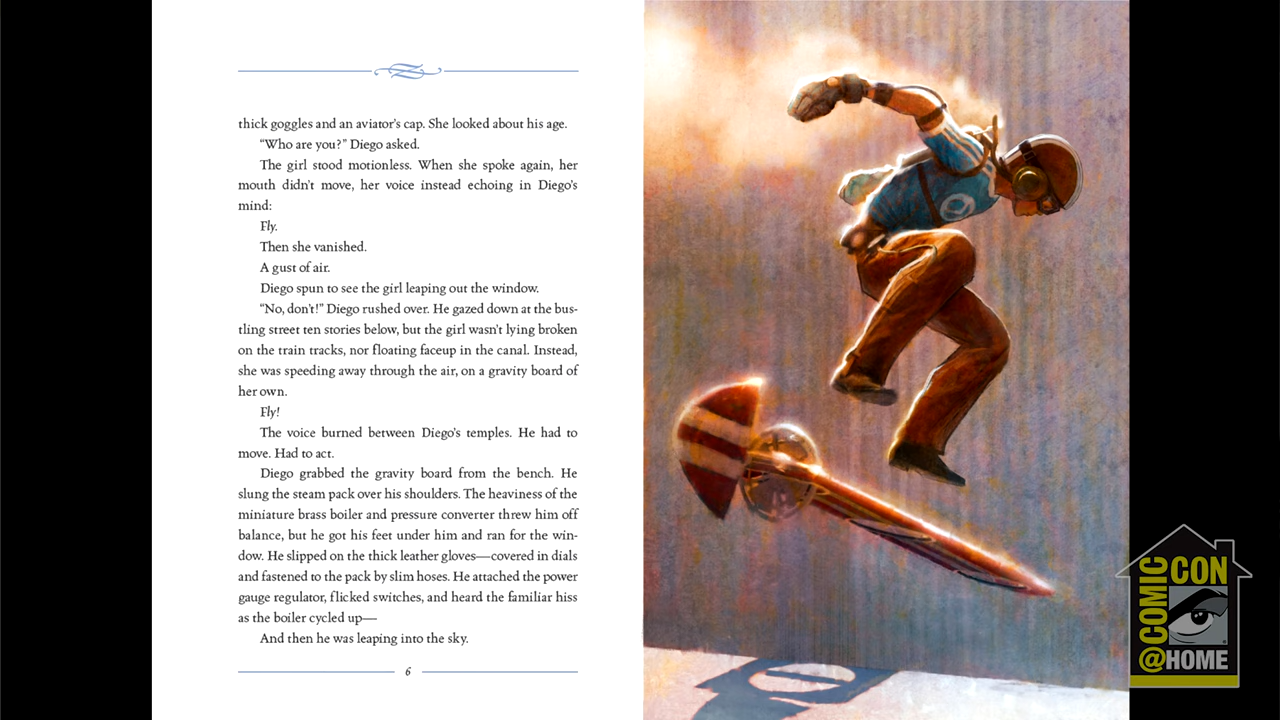 thick goggles and an aviator's cap. She looked about his age.
“Who are you?” Diego asked.
The girl stood motionless. When she spoke again, her
mouth didn't move, her voice instead echoing in Diego's
mind:
Fly.
Then she vanished.
A gust of air.
Diego spun to see the girl leaping out the window.
“No, don't!” Diego rushed over. He gazed down at the bus-
tling street ten stories below, but the girl wasn't lying broken
on the train tracks, nor floating faceup in the canal. Instead,
she was speeding away through the air, on a gravity board of
her own.
Fly!
The voice burned between Diego's temples. He had to
move. Had to act.
Diego grabbed the gravity board from the bench. He
slung the steam pack over his shoulders. The heaviness of the
miniature brass boiler and pressure converter threw him off
balance, but he got his feet under him and ran for the win-
dow. He slipped on the thick leather gloves—covered in dials
and fastened to the pack by slim hoses. He attached the power
gauge regulator, flicked switches, and heard the familiar hiss
as the boiler cycled up—
And then he was leaping into the sky.
6
COMIC
CON
@HOME